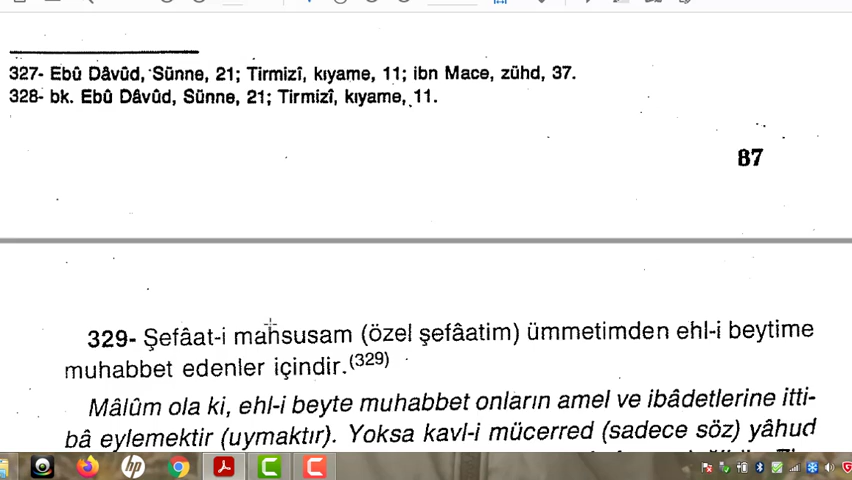 327- Ebû Dâvûd, Sünne, 21; Tirmizî, kıyame, 11; ibn Mace, zühd, 37.
328- bk. Ebû Dâvûd, Sünne, 21; Tirmizî, kıyame, 11.
87
329- Şefâat-i mahsusam (özel şefâatim) ümmetimden ehl-i beytime
muhabbet edenler içindir.(329)
Mâlûm ola ki, ehl-i beyte muhabbet onların amel ve ibâdetlerine itti-
bâ eylemektir (uymaktır). Yoksa kavl-i mücerred (sadece söz) yâhud
hp